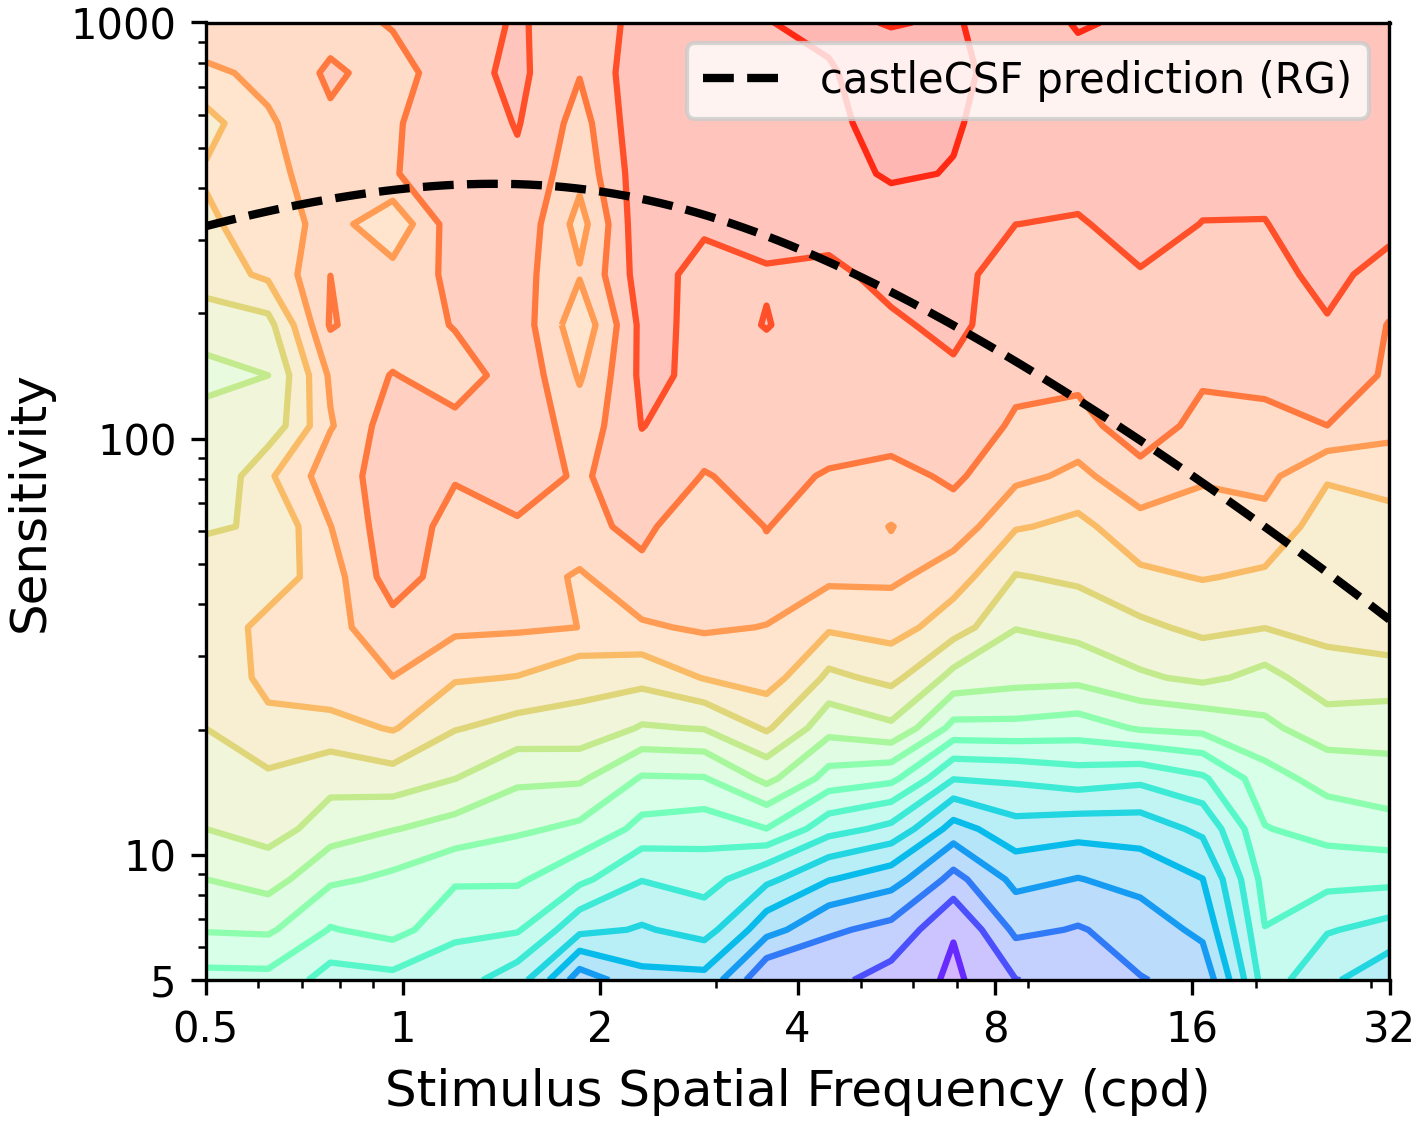 1000
castleCSF prediction (RG)
100
10
5
Sensitivity
0.5 1 2 4 8 16 32
Stimulus Spatial Frequency (cpd)